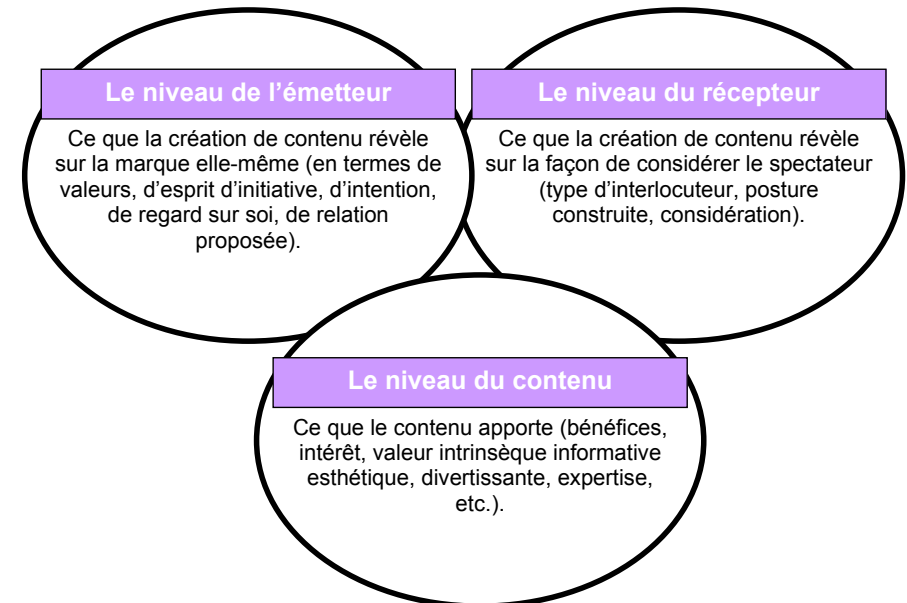 Le niveau de l'émetteur
Ce que la création de contenu révèle
sur la marque elle-même (en termes de
valeurs, d'esprit d'initiative, d'intention,
de regard sur soi, de relation
proposée).
Le niveau du récepteur
Ce que la création de contenu révèle
sur la façon de considérer le spectateur
(type d'interlocuteur, posture
construite, considération).
Le niveau du contenu
Ce que le contenu apporte (bénéfices,
intérêt, valeur intrinsèque informative
esthétique, divertissante, expertise,
etc.).